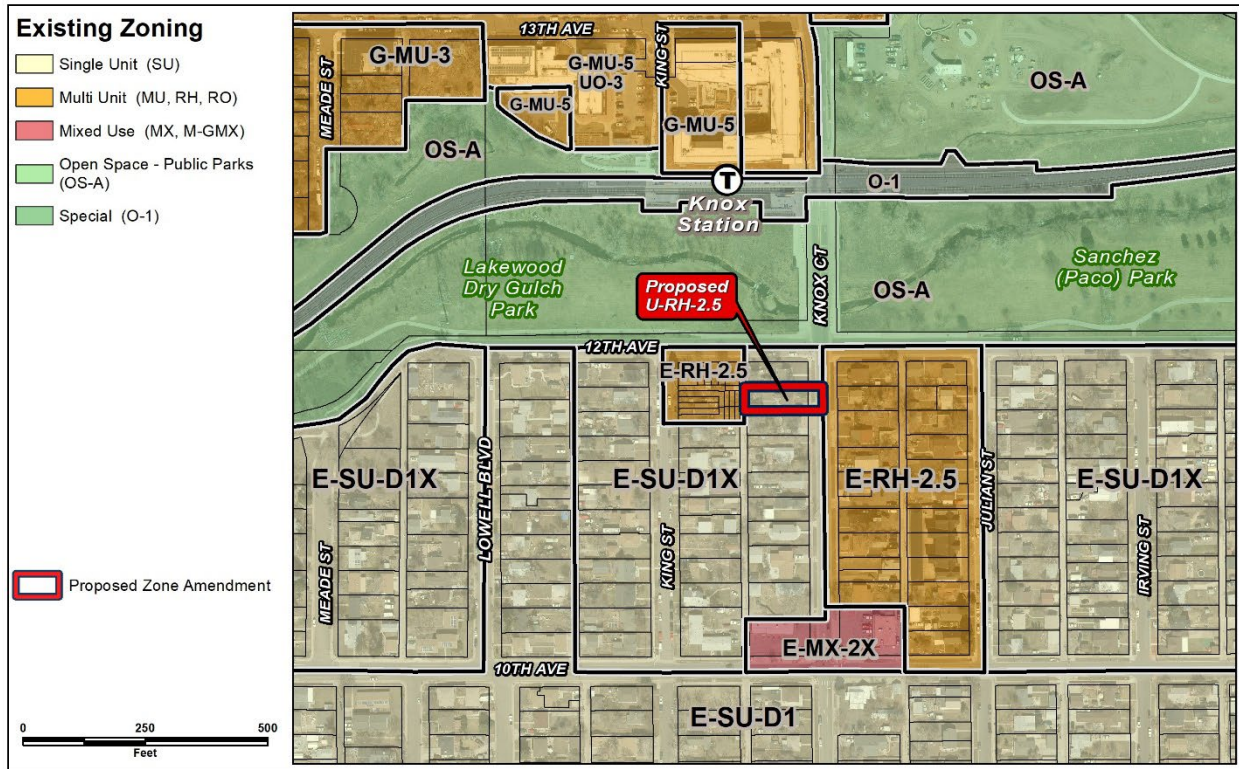 Existing Zoning
Single Unit (SU)
Multi Unit (MU, RH, RO)
Mixed Use (MX, M-GMX)
Open Space - Public Parks
(OS-A)
Special (O-1)
Proposed Zone Amendment
0 250 500
Feet
13TH AVE
G-MU-3
G-MU-5
UO-3
KING ST
G-MU-5
G-MU-5
MEADE ST
OS-A
OS-A
O-1
T
Knox
Station
KNOX CT
Lakewood
Dry Gulch
Park
Proposed
U-RH-2.5
OS-A
Sanchez
(Paco) Park
12TH AVE
E-RH-2.5
E-SU-D1X
LOWELL BLVD
E-SU-D1X
E-RH-2.5
JULIAN ST
E-SU-D1X
MEADE ST
KING ST
IRVING ST
E-MX-2X
10TH AVE
E-SU-D1